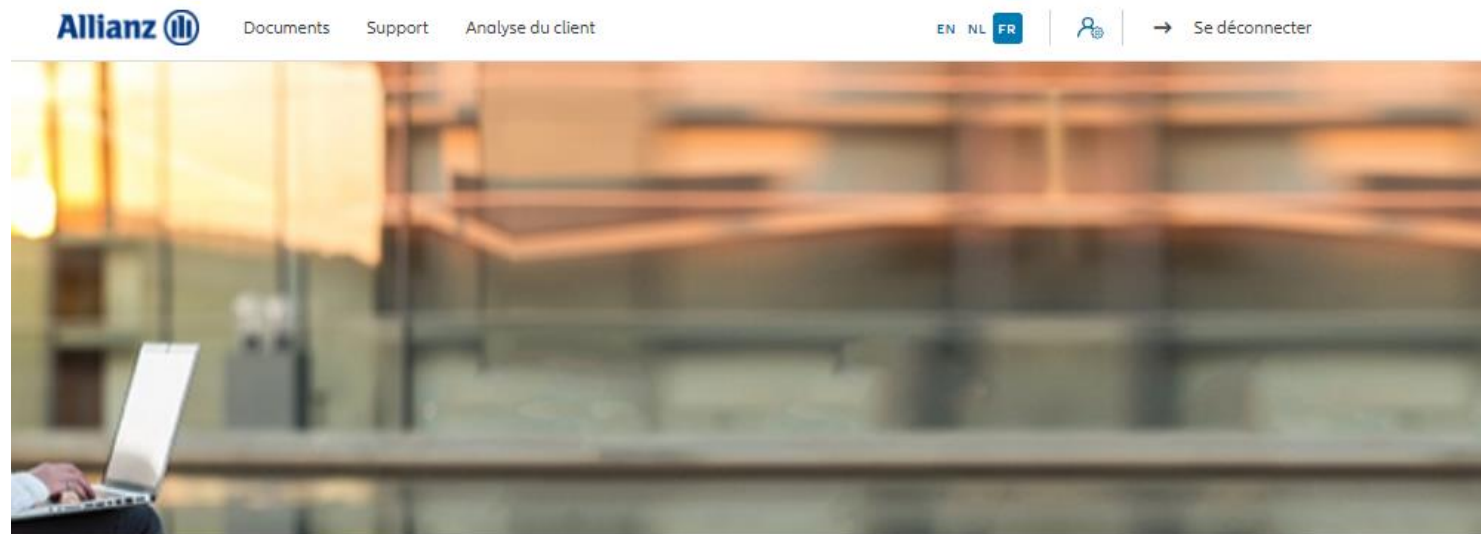 Allianz Documents Support Analyse du client EN NL FR → Se déconnecter